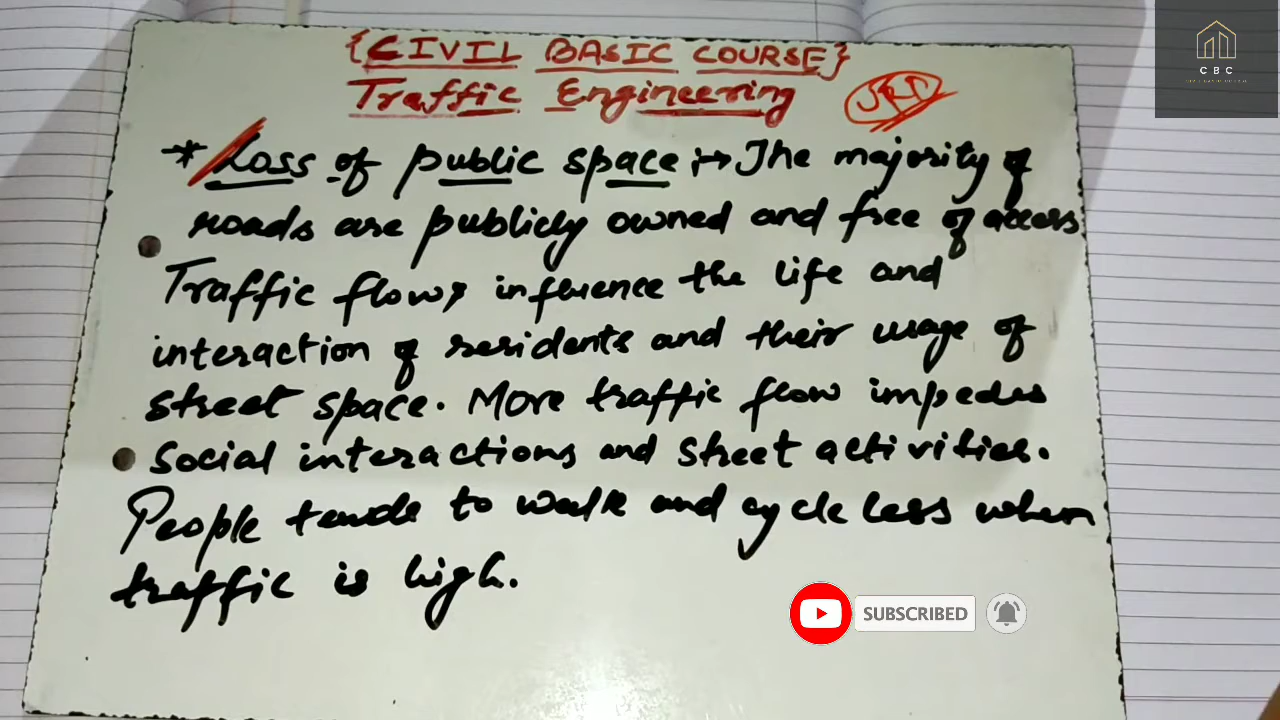 {CIVIL BASIC COURSE}
Traffic Engineering
JRD
CBC
* Loss of public space :→ The majority of
roads are publicly owned and free of access
Traffic flows influence the life and
interaction of residents and their usage of
street space. More traffic flow impedes
social interactions and street activities.
People tends to walk and cycle less when
traffic is high.
SUBSCRIBED